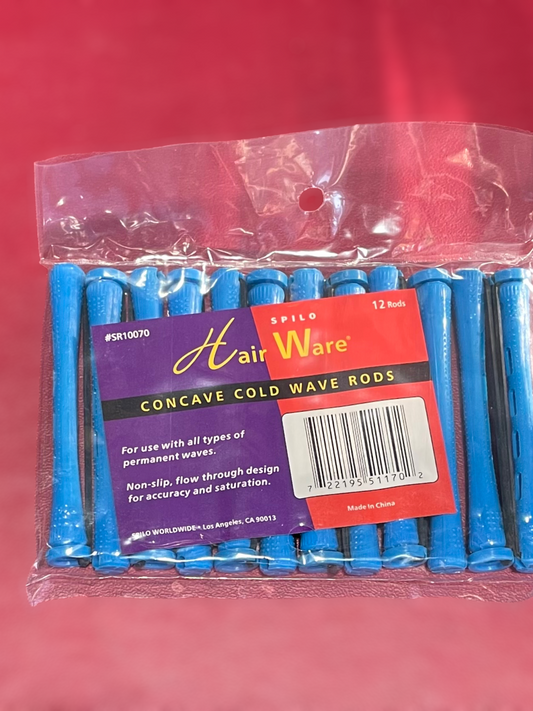 #SR10070
SPILO
12 Rods
Hair Ware®
CONCAVE COLD WAVE RODS
For use with all types of
permanent waves.
Non-slip, flow through design
for accuracy and saturation.
7 22195 51170 2
Made In China
SPILO WORLDWIDE • Los Angeles, CA 90013